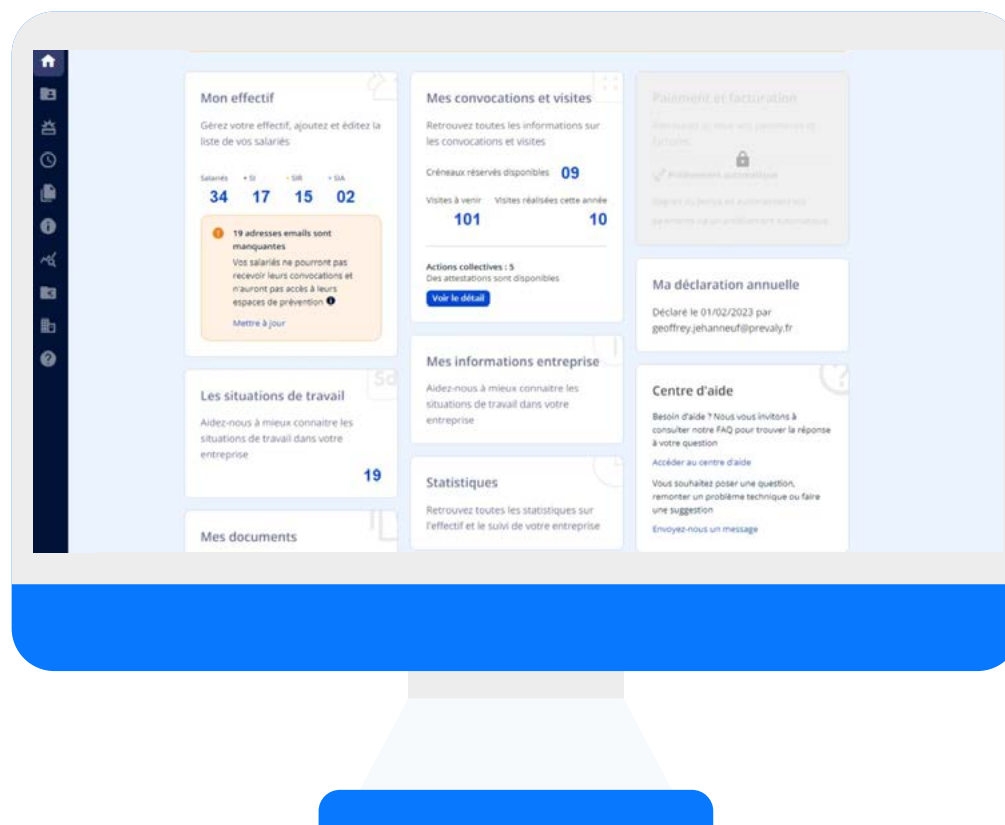 Mon effectif
Gérez votre effectif, ajoutez et éditez la
liste de vos salariés
Salariés • SI • SIR • SIA
34 17 15 02
19 adresses emails sont
manquantes
Vos salariés ne pourront pas
recevoir leurs convocations et
n'auront pas accès à leurs
espaces de prévention
Mettre à jour
Les situations de travail
Aidez-nous à mieux connaitre les
situations de travail dans votre
entreprise
19
Mes documents
Mes convocations et visites
Retrouvez toutes les informations sur
les convocations et visites
Créneaux réservés disponibles 09
Visites à venir Visites réalisées cette année
101 10
Actions collectives : 5
Des attestations sont disponibles
Voir le détail
Mes informations entreprise
Aidez-nous à mieux connaitre les
situations de travail dans votre
entreprise
Statistiques
Retrouvez toutes les statistiques sur
l'effectif et le suivi de votre entreprise
Paiement et facturation
Prélèvement automatique
Ma déclaration annuelle
Déclaré le 01/02/2023 par
geoffrey.jehanneuf@prevaly.fr
Centre d'aide
Besoin d'aide ? Nous vous invitons à
consulter notre FAQ pour trouver la réponse
à votre question
Accéder au centre d'aide
Vous souhaitez poser une question,
remonter un problème technique ou faire
une suggestion
Envoyez-nous un message